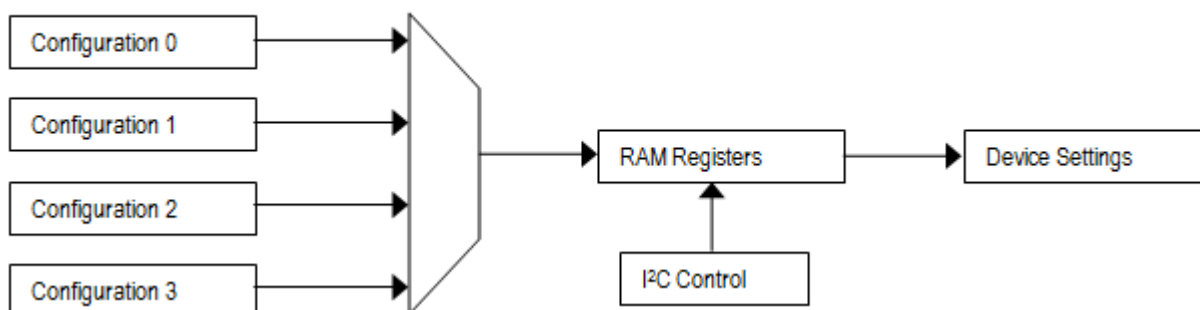 Configuration 0
Configuration 1
Configuration 2
Configuration 3
RAM Registers
I²C Control
Device Settings